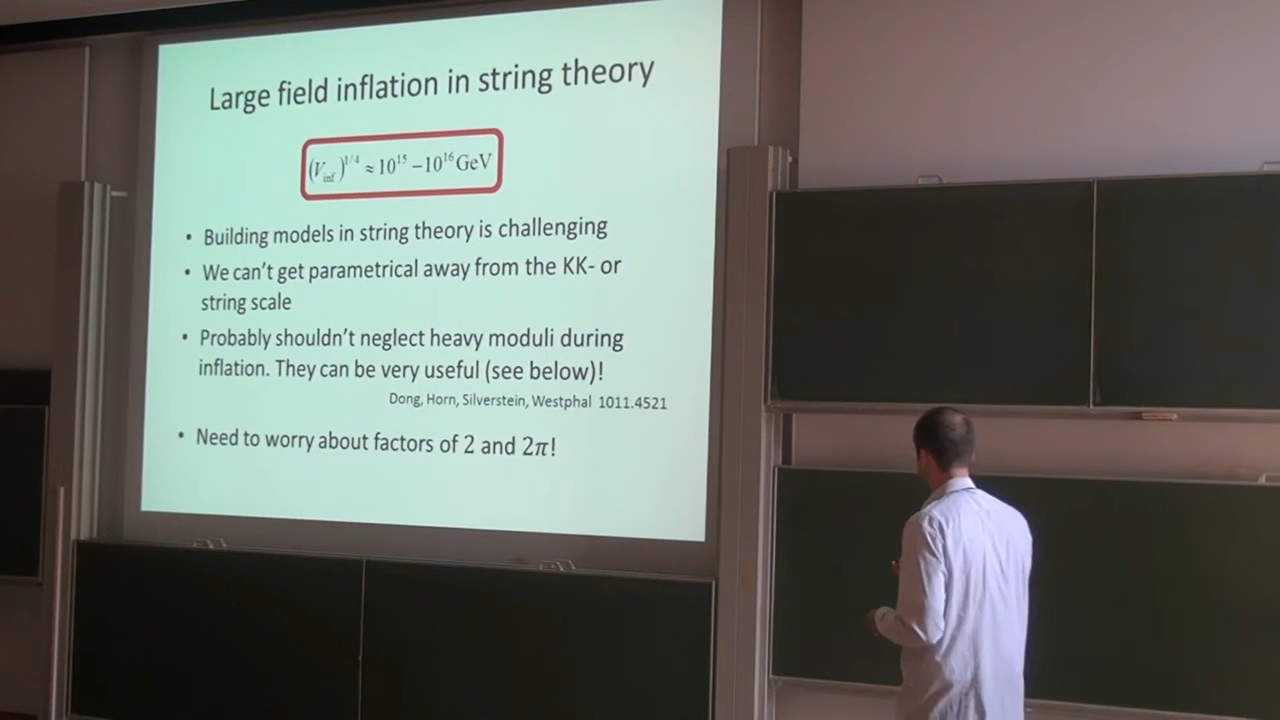 Large field inflation in string theory
(V_inf)^{1/4} ≈ 10^{15} – 10^{16} GeV
• Building models in string theory is challenging
• We can't get parametrical away from the KK- or
string scale
• Probably shouldn't neglect heavy moduli during
inflation. They can be very useful (see below)!
Dong, Horn, Silverstein, Westphal 1011.4521
• Need to worry about factors of 2 and 2π!